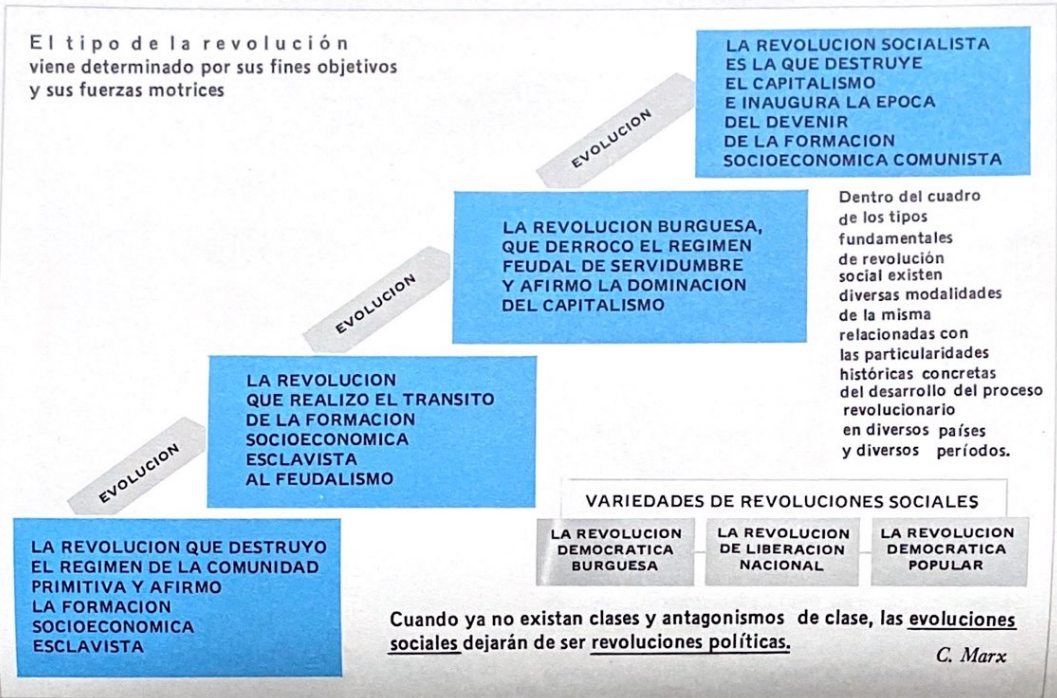 El tipo de la revolución
viene determinado por sus fines objetivos
y sus fuerzas motrices
LA REVOLUCION SOCIALISTA
ES LA QUE DESTRUYE
EL CAPITALISMO
E INAUGURA LA EPOCA
DEL DEVENIR
DE LA FORMACION
SOCIOECONOMICA COMUNISTA
EVOLUCION
LA REVOLUCION BURGUESA,
QUE DERROCO EL REGIMEN
FEUDAL DE SERVIDUMBRE
Y AFIRMO LA DOMINACION
DEL CAPITALISMO
Dentro del cuadro
de los tipos
fundamentales
de revolución
social existen
diversas modalidades
de la misma
relacionadas con
las particularidades
históricas concretas
del desarrollo del proceso
revolucionario
en diversos países
y diversos períodos.
EVOLUCION
LA REVOLUCION
QUE REALIZO EL TRANSITO
DE LA FORMACION
SOCIOECONOMICA
ESCLAVISTA
AL FEUDALISMO
EVOLUCION
LA REVOLUCION QUE DESTRUYO
EL REGIMEN DE LA COMUNIDAD
PRIMITIVA Y AFIRMO
LA FORMACION
SOCIOECONOMICA
ESCLAVISTA
VARIEDADES DE REVOLUCIONES SOCIALES
LA REVOLUCION
DEMOCRATICA
BURGUESA
LA REVOLUCION
DE LIBERACION
NACIONAL
LA REVOLUCION
DEMOCRATICA
POPULAR
Cuando ya no existan clases y antagonismos de clase, las evoluciones
sociales dejarán de ser revoluciones políticas.
C. Marx